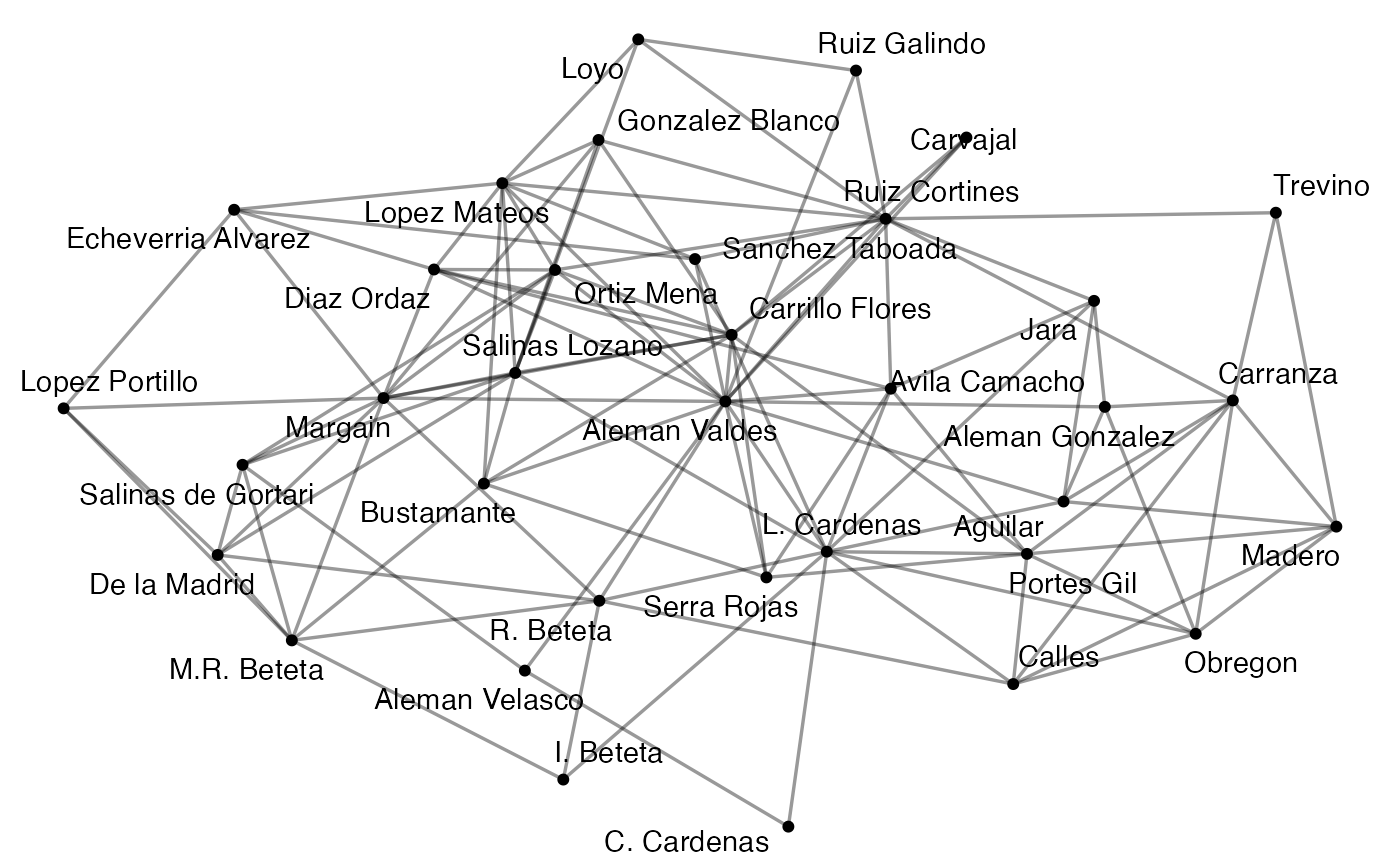 Ruiz Galindo
Loyo
Gonzalez Blanco
Carvajal
Trevino
Ruiz Cortines
Lopez Mateos
Echeverria Alvarez
Sanchez Taboada
Diaz Ordaz
Ortiz Mena
Carrillo Flores
Jara
Salinas Lozano
Lopez Portillo
Avila Camacho
Carranza
Margain
Aleman Valdes
Aleman Gonzalez
Salinas de Gortari
Bustamante
L. Cardenas
Aguilar
Madero
De la Madrid
Portes Gil
Serra Rojas
R. Beteta
Calles
Obregon
M.R. Beteta
Aleman Velasco
I. Beteta
C. Cardenas